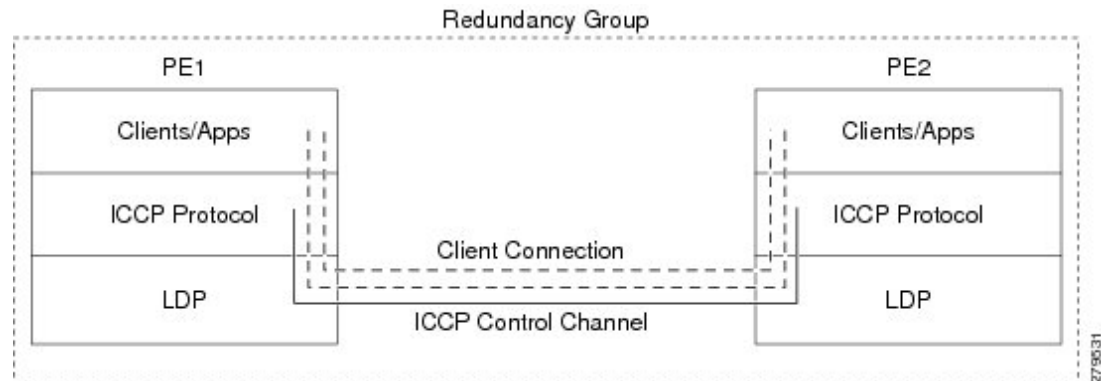 Redundancy Group
PE1
PE2
Clients/Apps
Clients/Apps
ICCP Protocol
ICCP Protocol
Client Connection
LDP
LDP
ICCP Control Channel
279531